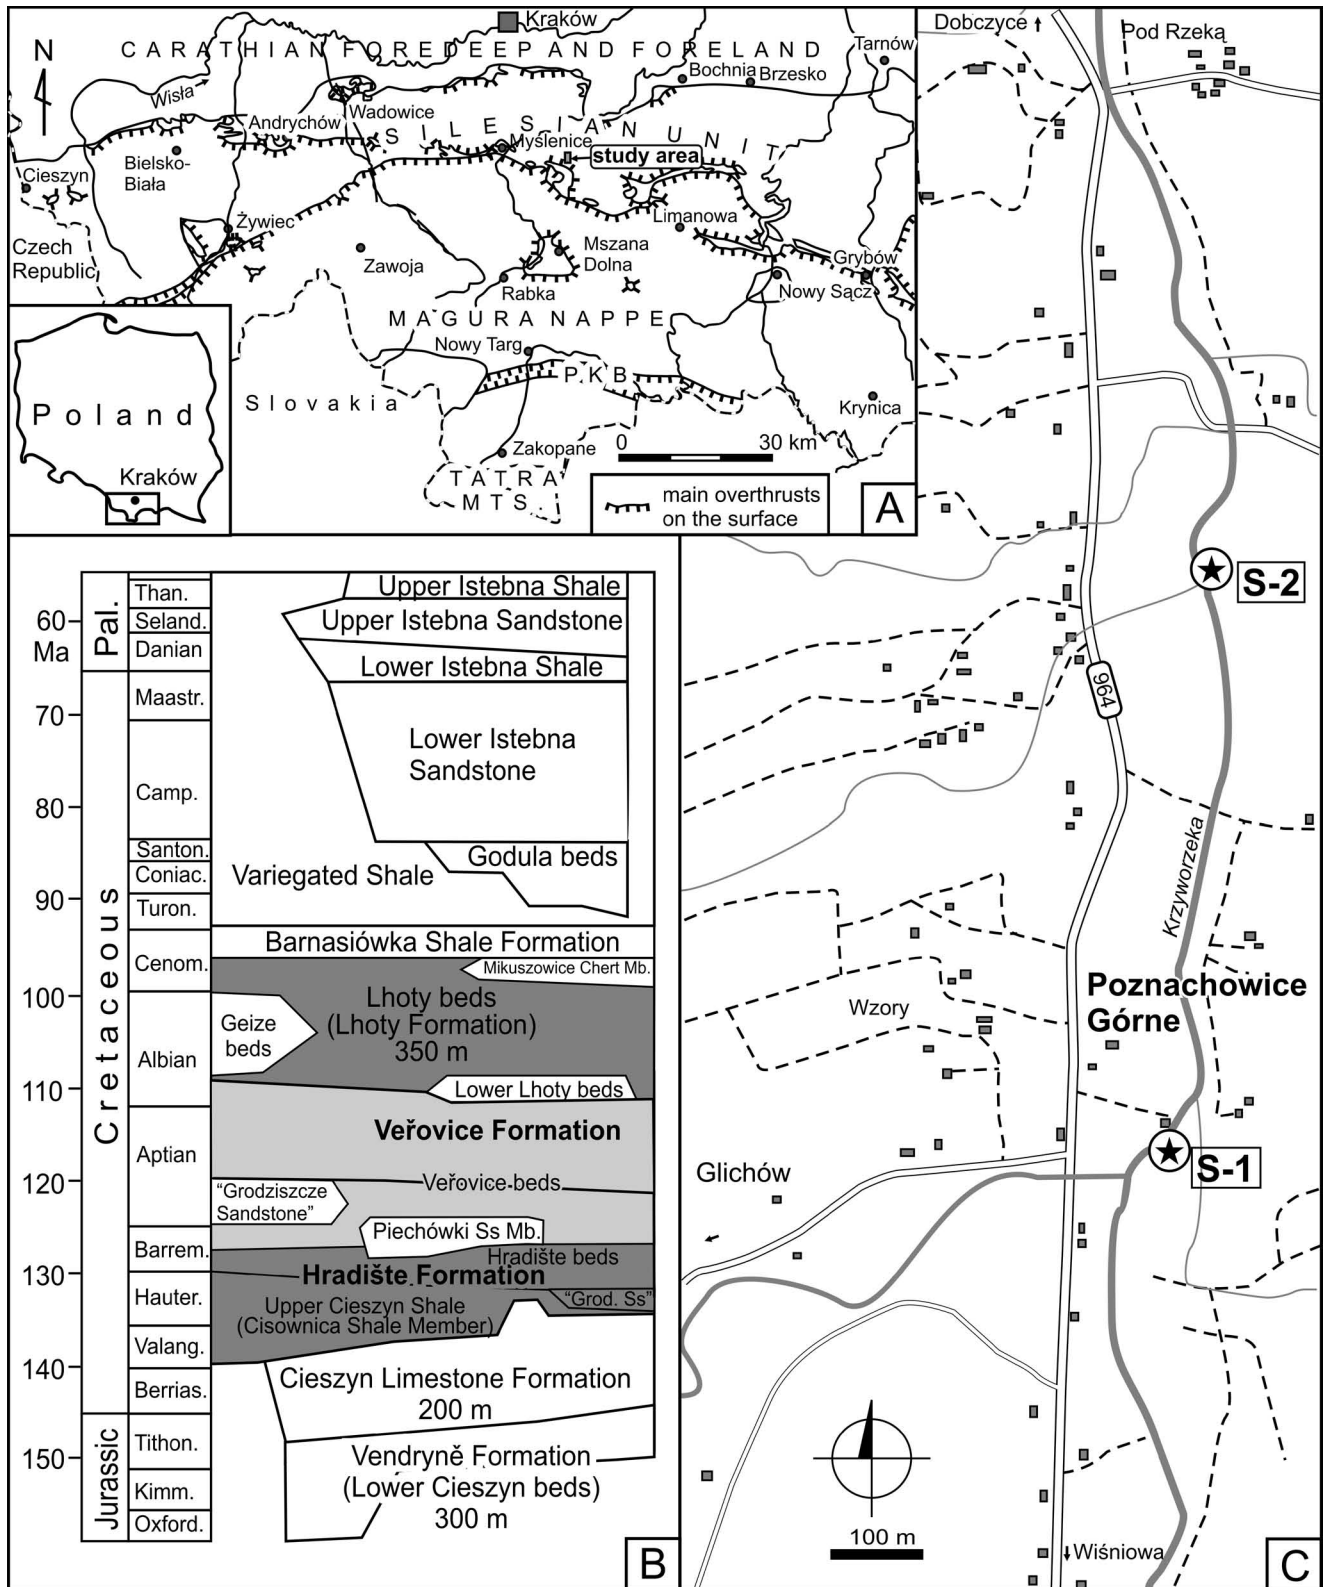 Kraków
CARATHIAN FOREDEEP AND FORELAND
Tarnów
N
Wisła
Bochnia
Brzesko
Wadowice
Andrychów
SILESIAN UNIT
Myślenice
study area
Bielsko-
Biała
Cieszyn
Limanowa
Żywiec
Czech
Republic
Mszana
Dolna
Zawoja
Grybów
Rabka
Nowy Sącz
MAGURA NAPPE
Nowy Targ
PKB
Slovakia
Krynica
0 30 km
Zakopane
TATRA
MTS.
main overthrusts
on the surface
A
Poland
Kraków
60
Ma
70
80
90
100
110
120
130
140
150
Pal.
Cretaceous
Jurassic
Than.
Seland.
Danian
Maastr.
Camp.
Santon.
Coniac.
Turon.
Cenom.
Albian
Aptian
Barrem.
Hauter.
Valang.
Berrias.
Tithon.
Kimm.
Oxford.
Upper Istebna Shale
Upper Istebna Sandstone
Lower Istebna Shale
Lower Istebna
Sandstone
Godula beds
Variegated Shale
Barnasiówka Shale Formation
Mikuszowice Chert Mb.
Lhoty beds
(Lhoty Formation)
350 m
Geize
beds
Lower Lhoty beds
Veřovice Formation
Veřovice beds
"Grodziszcze
Sandstone"
Piechówki Ss Mb.
Hradište beds
Hradište Formation
"Grod. Ss"
Upper Cieszyn Shale
(Cisownica Shale Member)
Cieszyn Limestone Formation
200 m
Vendryně Formation
(Lower Cieszyn beds)
300 m
B
Dobczyce
Pod Rzeką
S-2
964
Krzyworzeka
Poznachowice
Górne
Wzory
S-1
Glichów
100 m
Wiśniowa
C